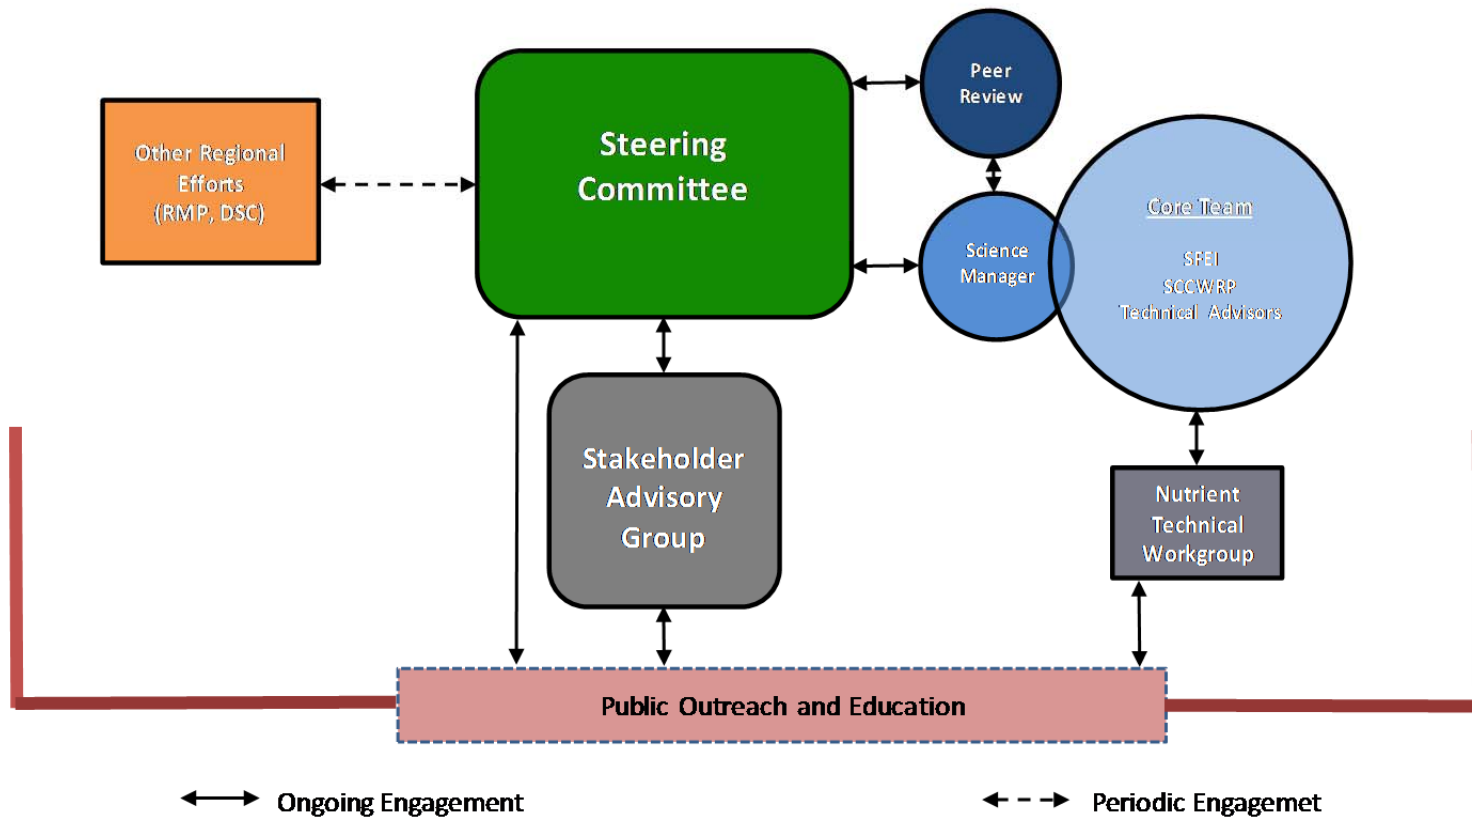 Peer
Review
Steering
Committee
Other Regional
Efforts
(RMP, DSC)
Science
Manager
Core Team
SFEI
SCCWRP
Technical Advisors
Stakeholder
Advisory
Group
Nutrient
Technical
Workgroup
Public Outreach and Education
Ongoing Engagement
Periodic Engagemet